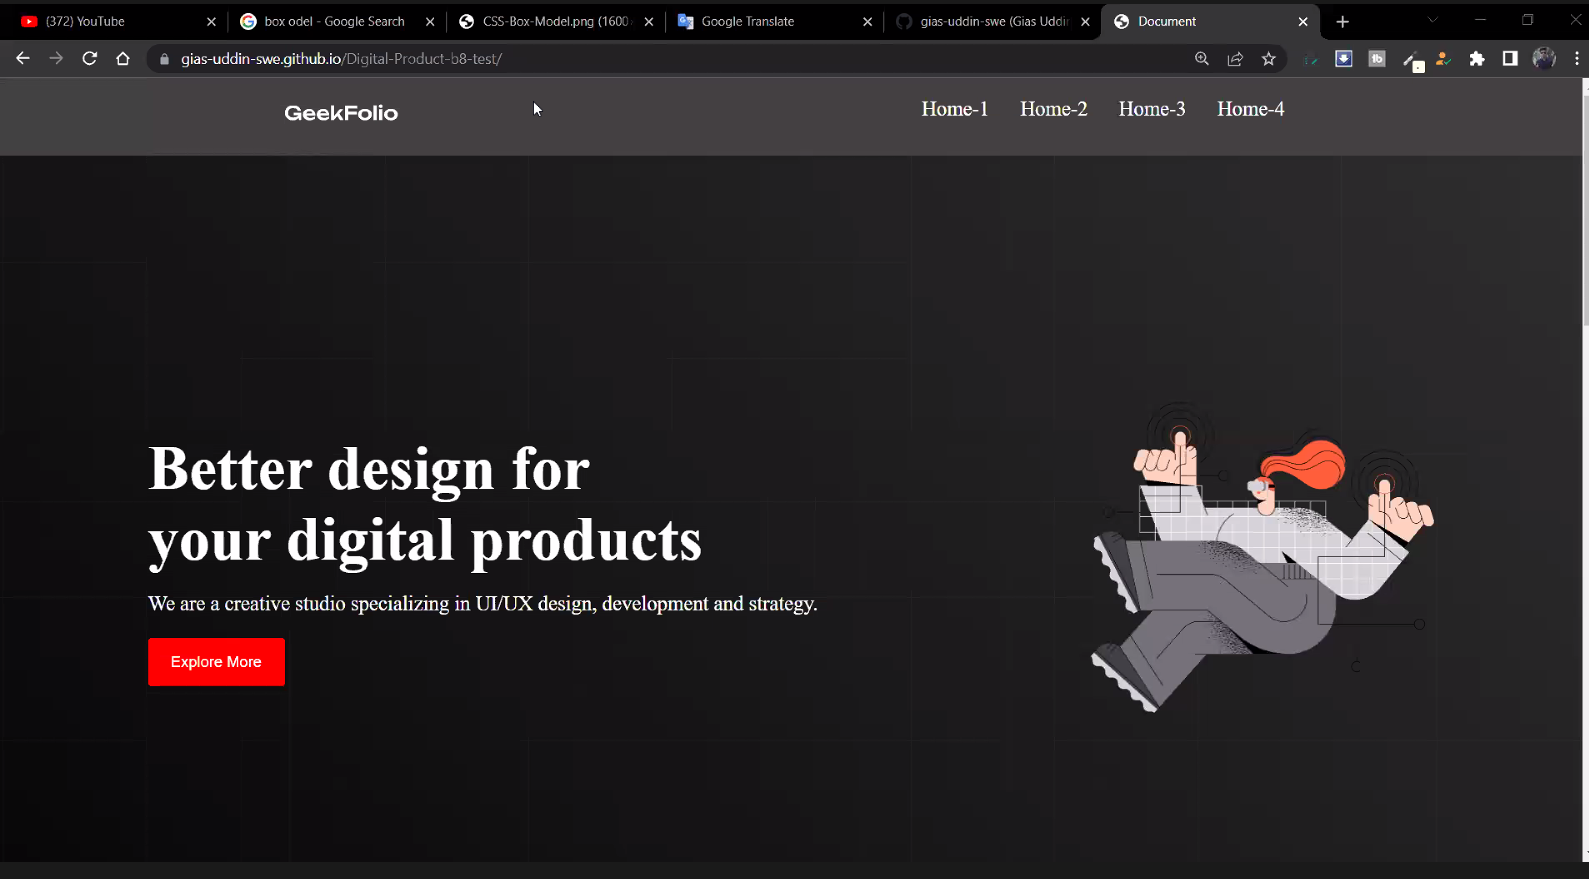 (372) YouTube
box odel - Google Search
CSS-Box-Model.png (1600
Google Translate
gias-uddin-swe (Gias Uddin
Document
gias-uddin-swe.github.io/Digital-Product-b8-test/
GeekFolio
Home-1 Home-2 Home-3 Home-4
Better design for
your digital products
We are a creative studio specializing in UI/UX design, development and strategy.
Explore More